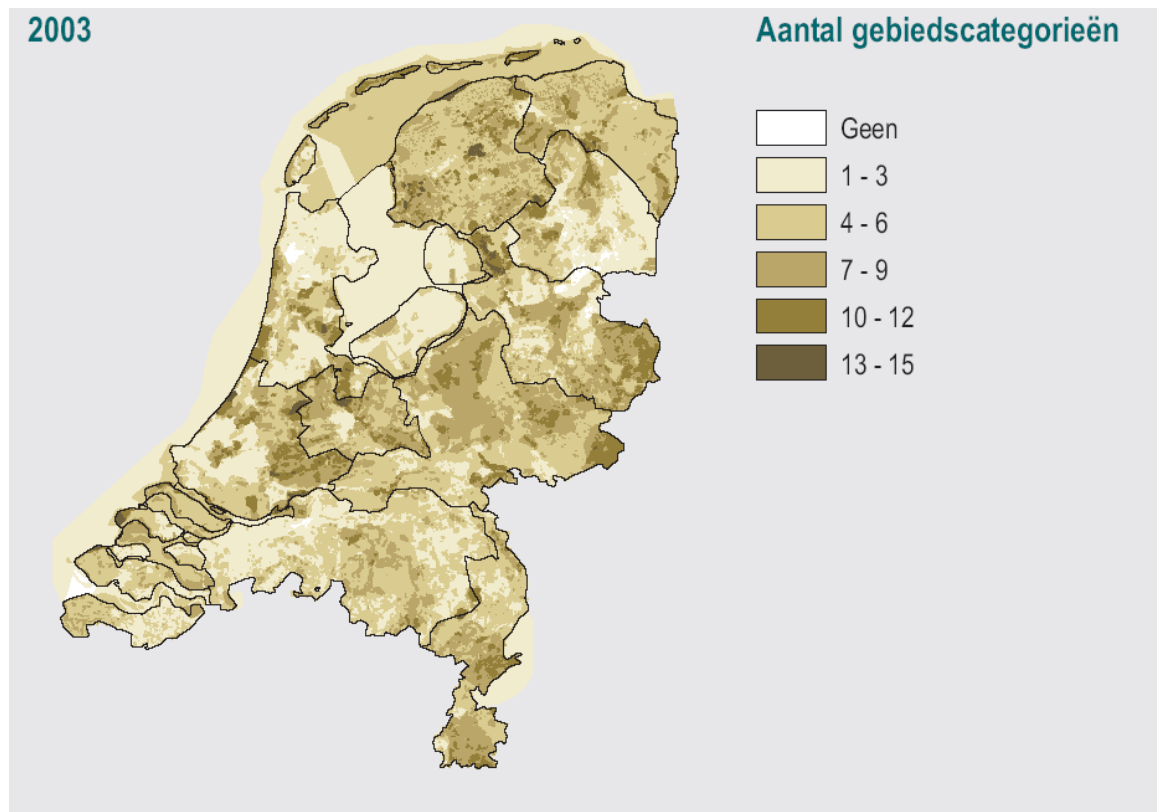 2003
Aantal gebiedscategorieën
Geen
1 - 3
4 - 6
7 - 9
10 - 12
13 - 15